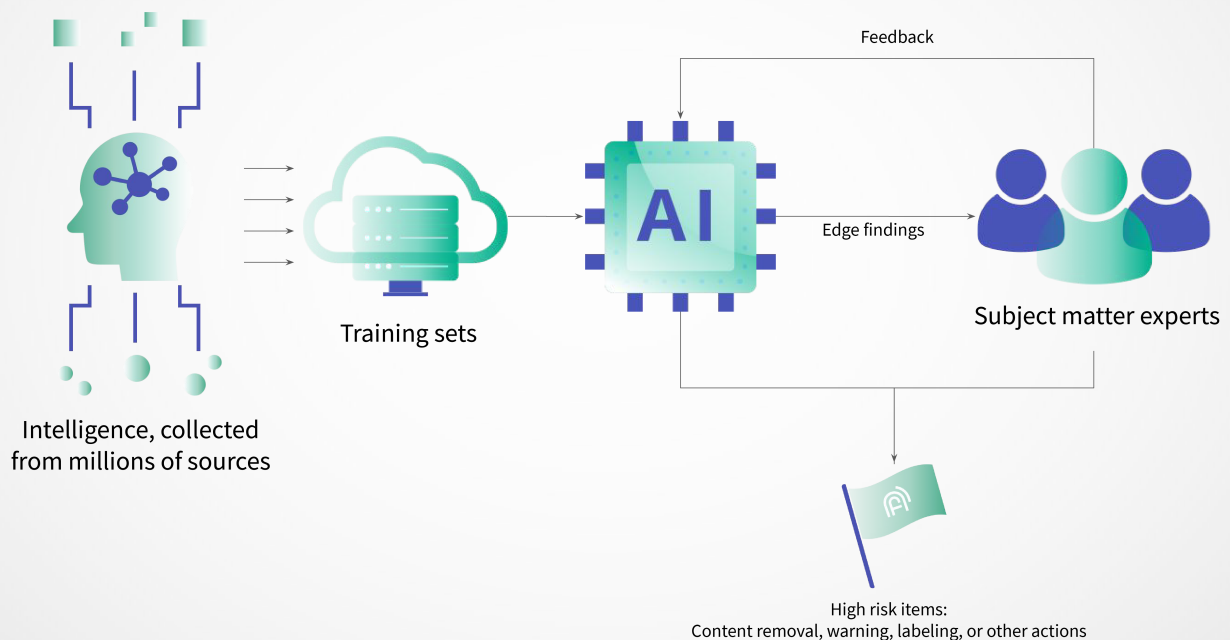 Feedback
AI
Edge findings
Subject matter experts
Training sets
Intelligence, collected
from millions of sources
High risk items:
Content removal, warning, labeling, or other actions